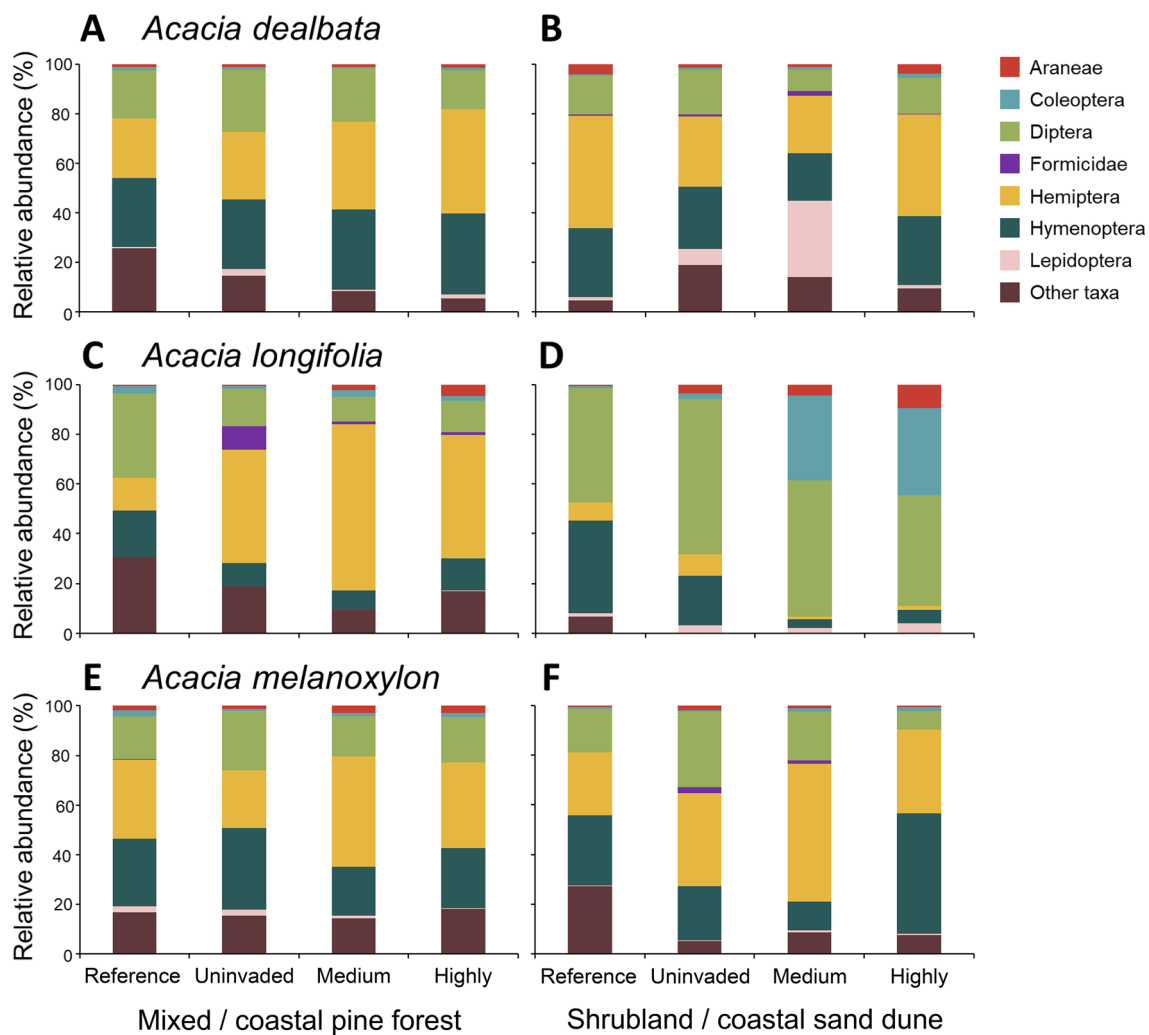 A Acacia dealbata B
Relative abundance (%)
100
80
60
40
20
0
Araneae
Coleoptera
Diptera
Formicidae
Hemiptera
Hymenoptera
Lepidoptera
Other taxa
C Acacia longifolia D
Relative abundance (%)
100
80
60
40
20
0
E Acacia melanoxylon F
Relative abundance (%)
100
80
60
40
20
0
Reference Uninvaded Medium Highly Reference Uninvaded Medium Highly
Mixed / coastal pine forest Shrubland / coastal sand dune